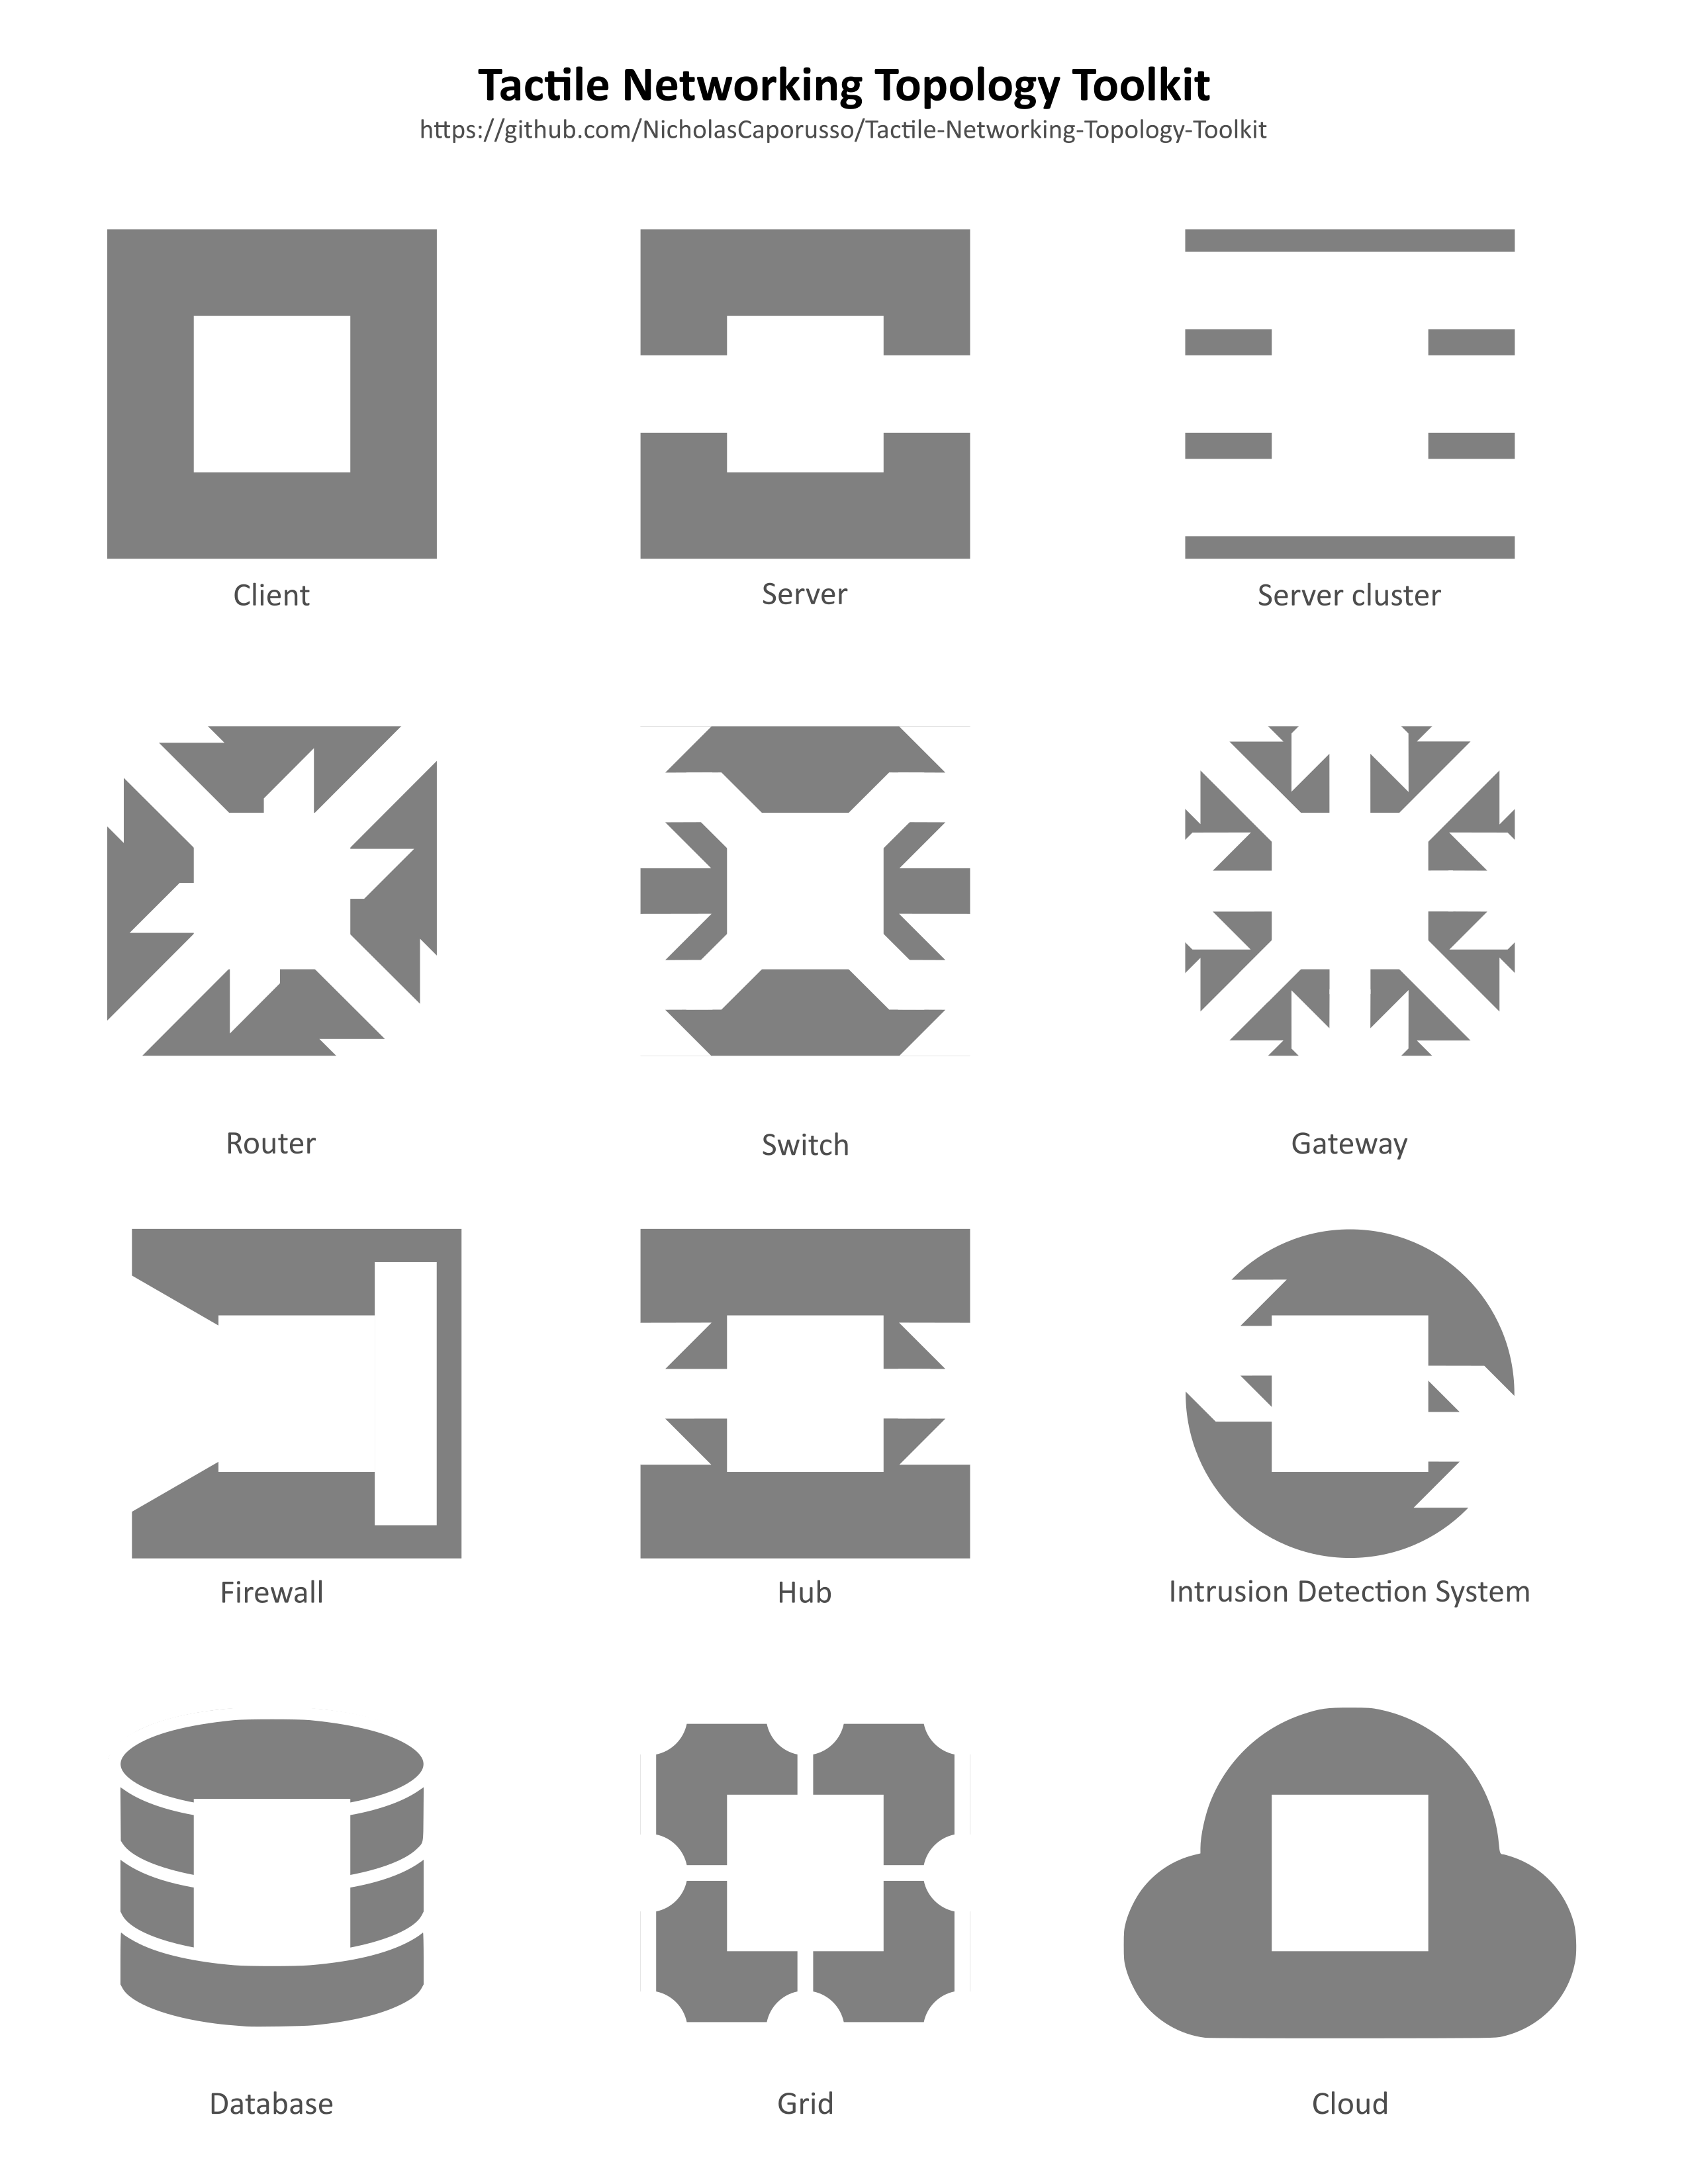 Tactile Networking Topology Toolkit
https://github.com/NicholasCaporusso/Tactile-Networking-Topology-Toolkit
Client
Server
Server cluster
Router
Switch
Gateway
Firewall
Hub
Intrusion Detection System
Database
Grid
Cloud